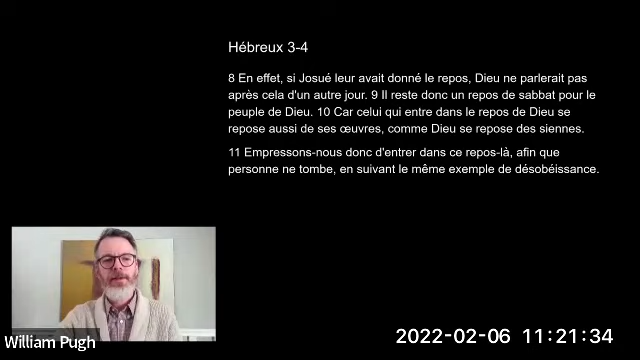 Hébreux 3-4
8 En effet, si Josué leur avait donné le repos, Dieu ne parlerait pas
après cela d'un autre jour. 9 Il reste donc un repos de sabbat pour le
peuple de Dieu. 10 Car celui qui entre dans le repos de Dieu se
repose aussi de ses œuvres, comme Dieu se repose des siennes.
11 Empressons-nous donc d'entrer dans ce repos-là, afin que
personne ne tombe, en suivant le même exemple de désobéissance.
William Pugh
2022-02-06 11:21:34